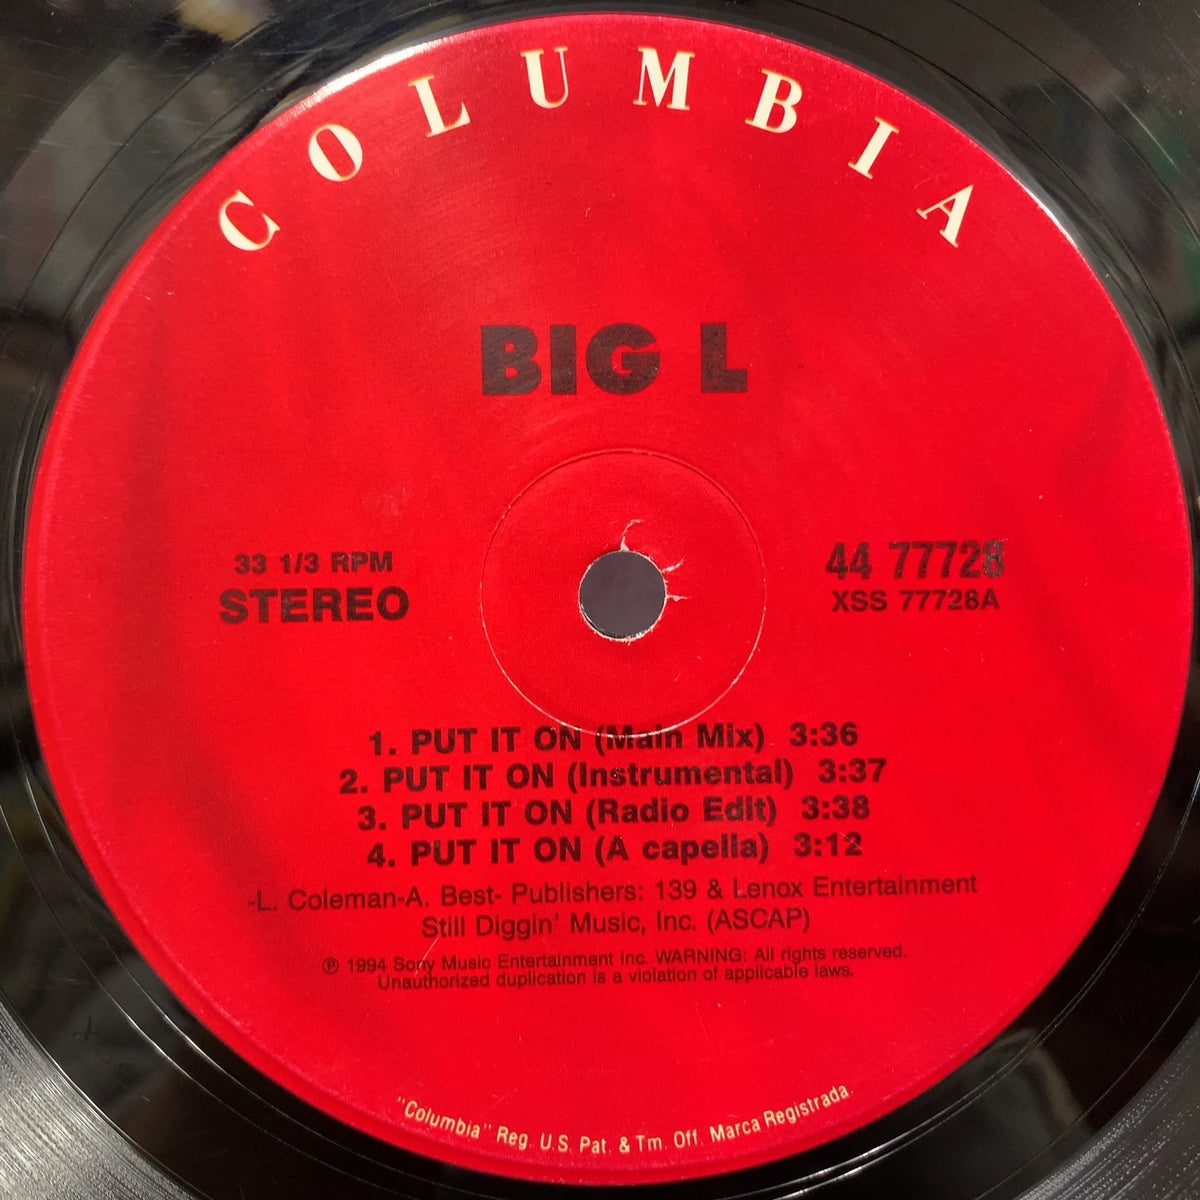 COLUMBIA
BIG L
33 1/3 RPM
STEREO
44 77728
XSS 77728A
1. PUT IT ON (Main Mix) 3:36
2. PUT IT ON (Instrumental) 3:37
3. PUT IT ON (Radio Edit) 3:38
4. PUT IT ON (A capella) 3:12
-L. Coleman-A. Best- Publishers: 139 & Lenox Entertainment
Still Diggin' Music, Inc. (ASCAP)
℗ 1994 Sony Music Entertainment Inc. WARNING: All rights reserved.
Unauthorized duplication is a violation of applicable laws.
"Columbia" Reg. U.S. Pat. & Tm. Off. Marca Registrada.